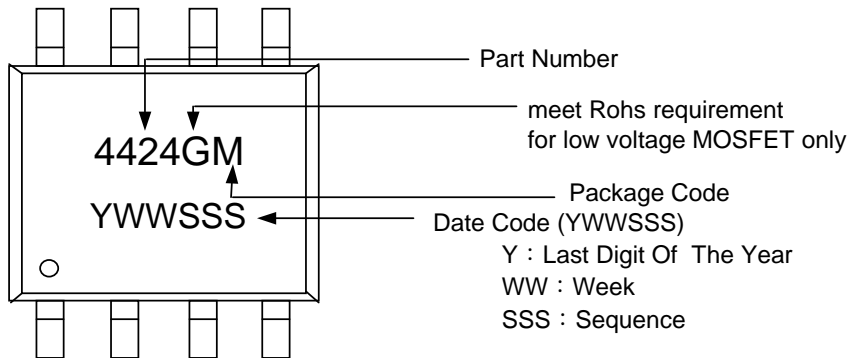 Part Number
meet Rohs requirement
for low voltage MOSFET only
4424GM
Package Code
YWWSSS
Date Code (YWWSSS)
Y：Last Digit Of The Year
WW：Week
SSS：Sequence